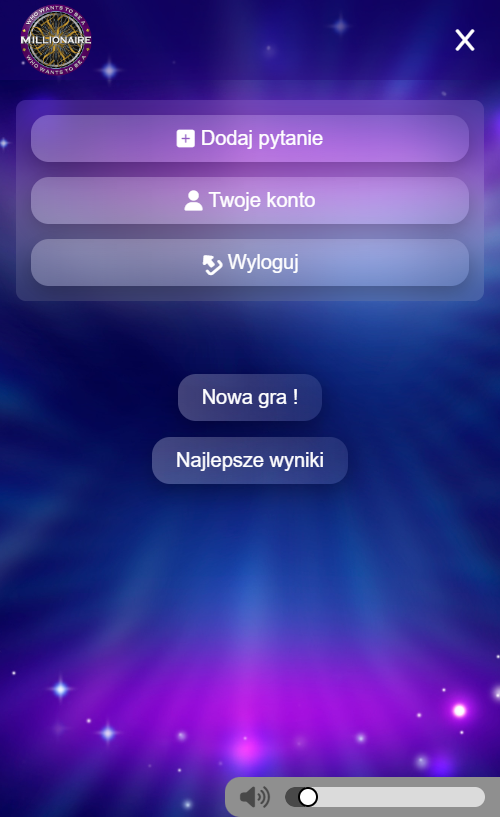 WHO WANTS TO BE A
MILLIONAIRE
WHO WANTS TO BE A
Dodaj pytanie
Twoje konto
Wyloguj
Nowa gra !
Najlepsze wyniki